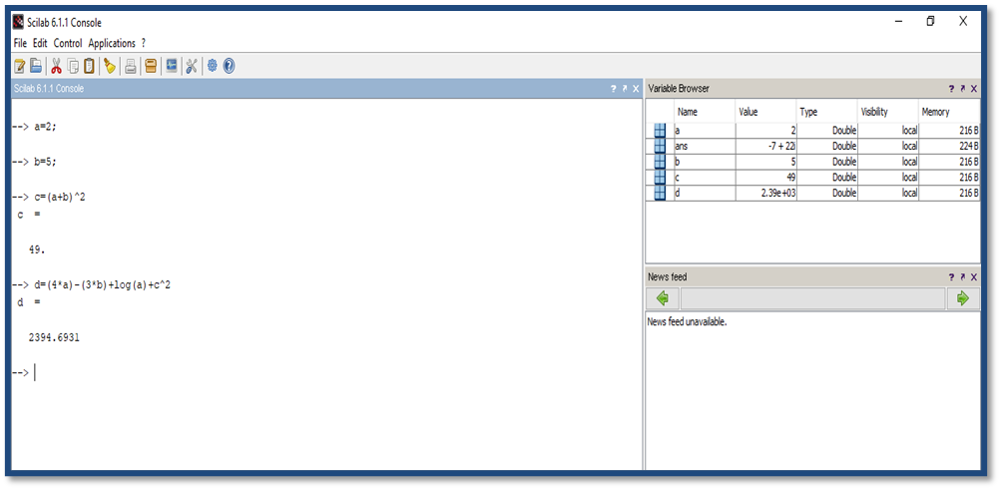 Scilab 6.1.1 Console
File Edit Control Applications ?
Scilab 6.1.1 Console
--> a=2;
--> b=5;
--> c=(a+b)^2
c =
49.
--> d=(4*a)-(3*b)+log(a)+c^2
d =
2394.6931
-->
Variable Browser
Name Value Type Visibility Memory
a 2 Double local 216 B
ans -7 + 22i Double local 224 B
b 5 Double local 216 B
c 49 Double local 216 B
d 2.39e+03 Double local 216 B
News feed
News feed unavailable.